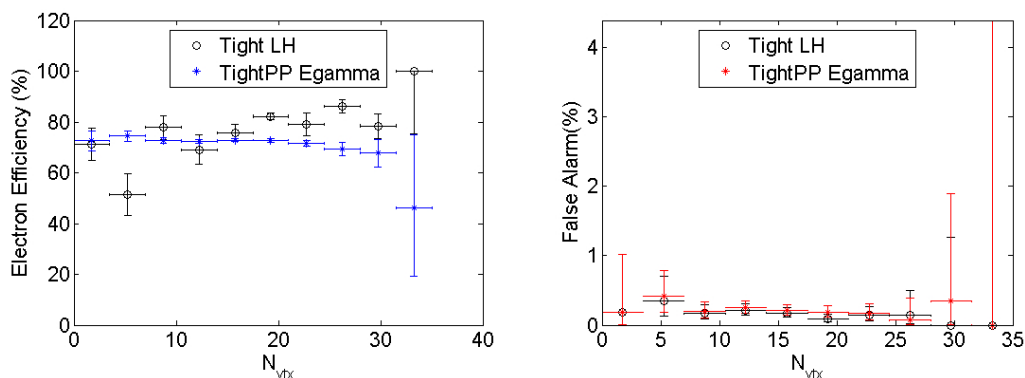 120
100
80
60
40
20
0
Electron Efficiency (%)
Tight LH
TightPP Egamma
0 10 20 30 40
N_vtx
4
3
2
1
0
False Alarm(%)
Tight LH
TightPP Egamma
0 5 10 15 20 25 30 35
N_vtx